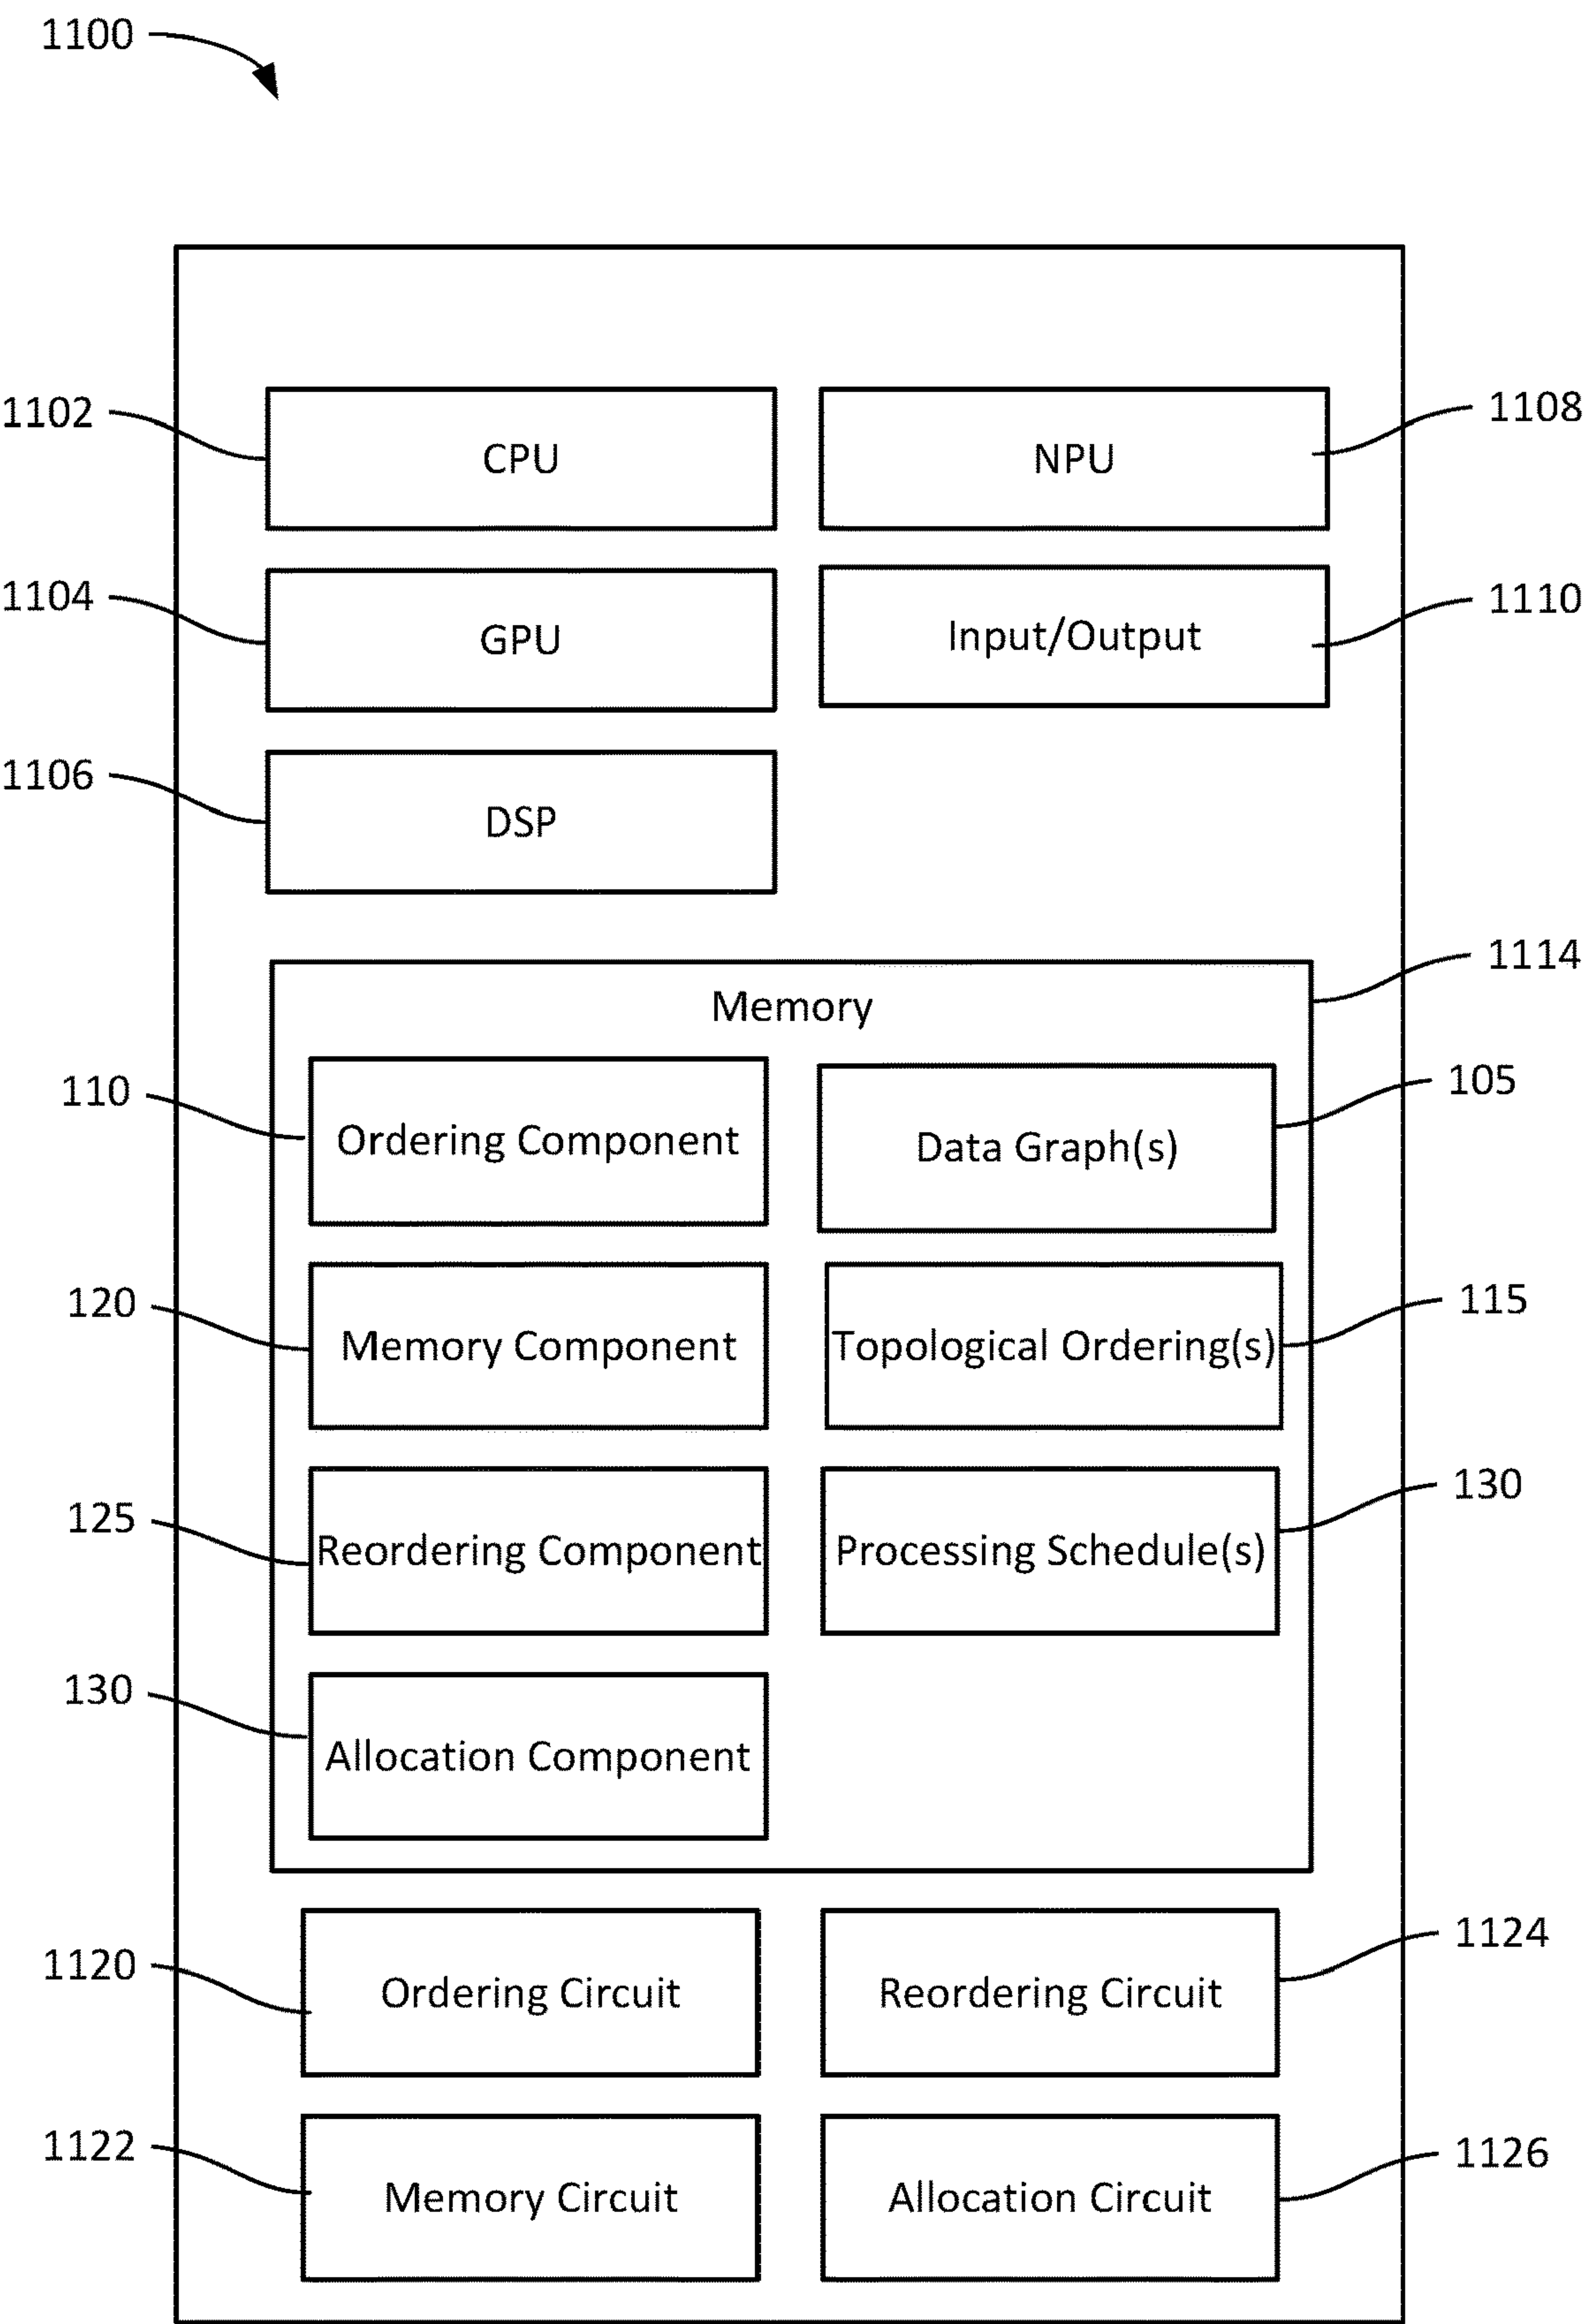 1100
1102
CPU
NPU
1108
1104
GPU
Input/Output
1110
1106
DSP
1114
Memory
110
Ordering Component
Data Graph(s)
105
120
Memory Component
Topological Ordering(s)
115
125
Reordering Component
Processing Schedule(s)
130
130
Allocation Component
1120
Ordering Circuit
Reordering Circuit
1124
1122
Memory Circuit
Allocation Circuit
1126